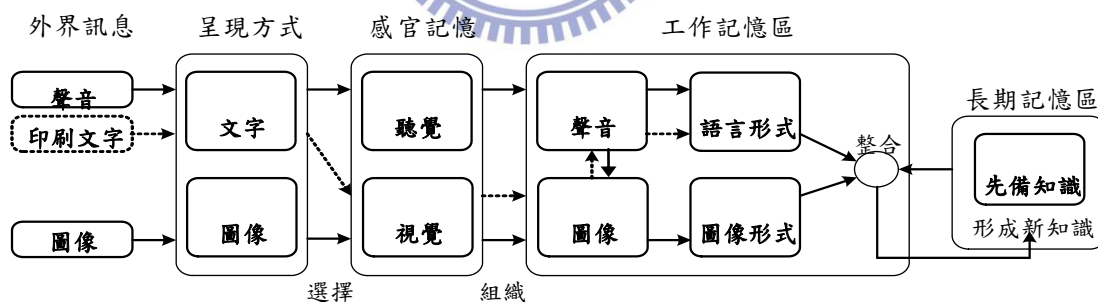 外界訊息 呈現方式 感官記憶 工作記憶區
長期記憶區
聲音 文字 聽覺 聲音 語言形式
印刷文字
整合
先備知識
圖像 圖像 視覺 圖像 圖像形式
形成新知識
選擇 組織